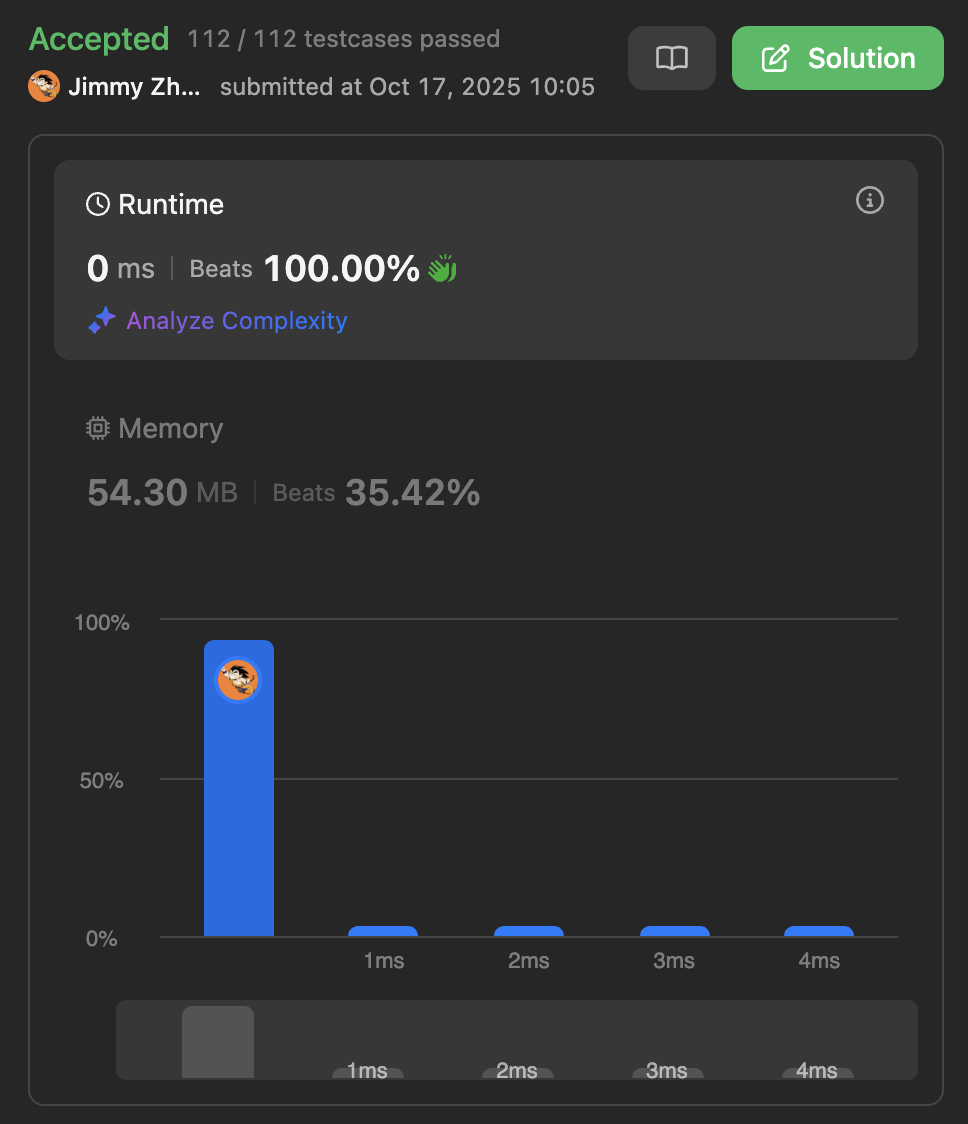 Accepted 112 / 112 testcases passed
Jimmy Zh... submitted at Oct 17, 2025 10:05
Solution
Runtime
0 ms Beats 100.00%
Analyze Complexity
Memory
54.30 MB Beats 35.42%
100%
50%
0%
1ms 2ms 3ms 4ms
1ms 2ms 3ms 4ms